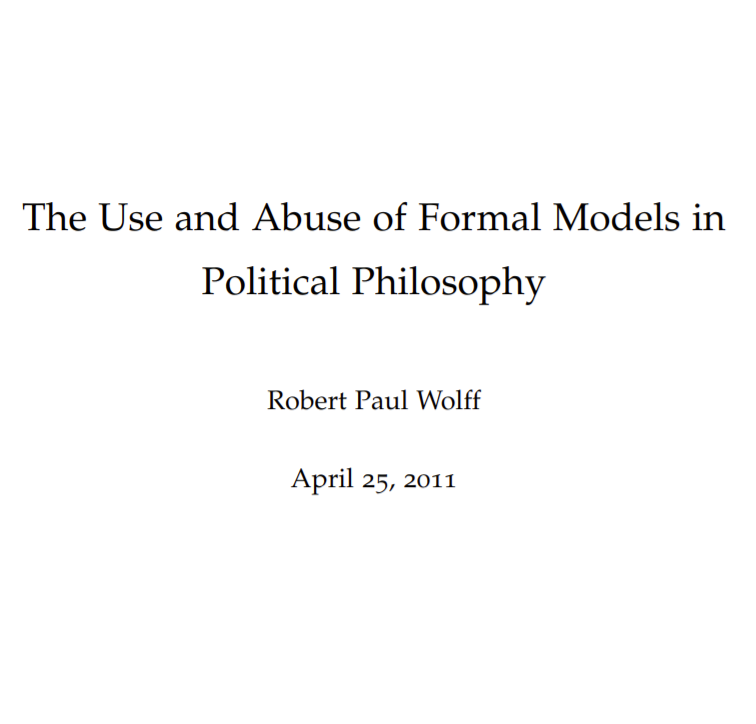 The Use and Abuse of Formal Models in
Political Philosophy
Robert Paul Wolff
April 25, 2011